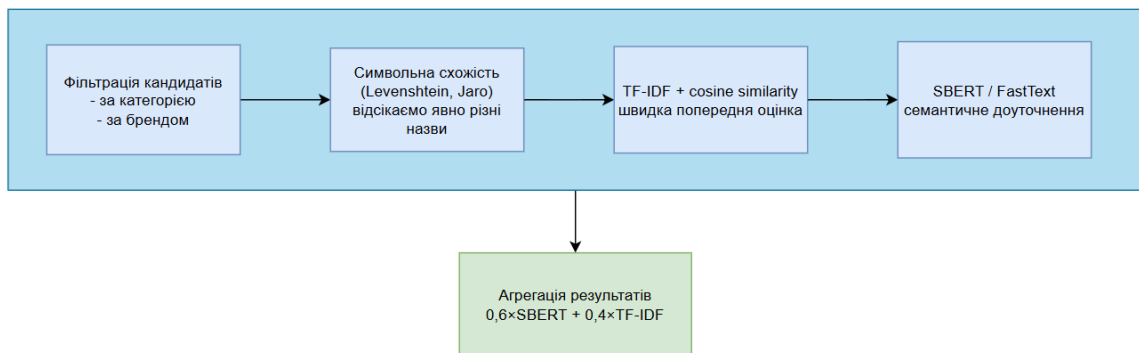 Фільтрація кандидатів
- за категорією
- за брендом
Символьна схожість
(Levenshtein, Jaro)
відсікаємо явно різні
назви
TF-IDF + cosine similarity
швидка попередня оцінка
SBERT / FastText
семантичне доуточнення
Агрегація результатів
0,6×SBERT + 0,4×TF-IDF